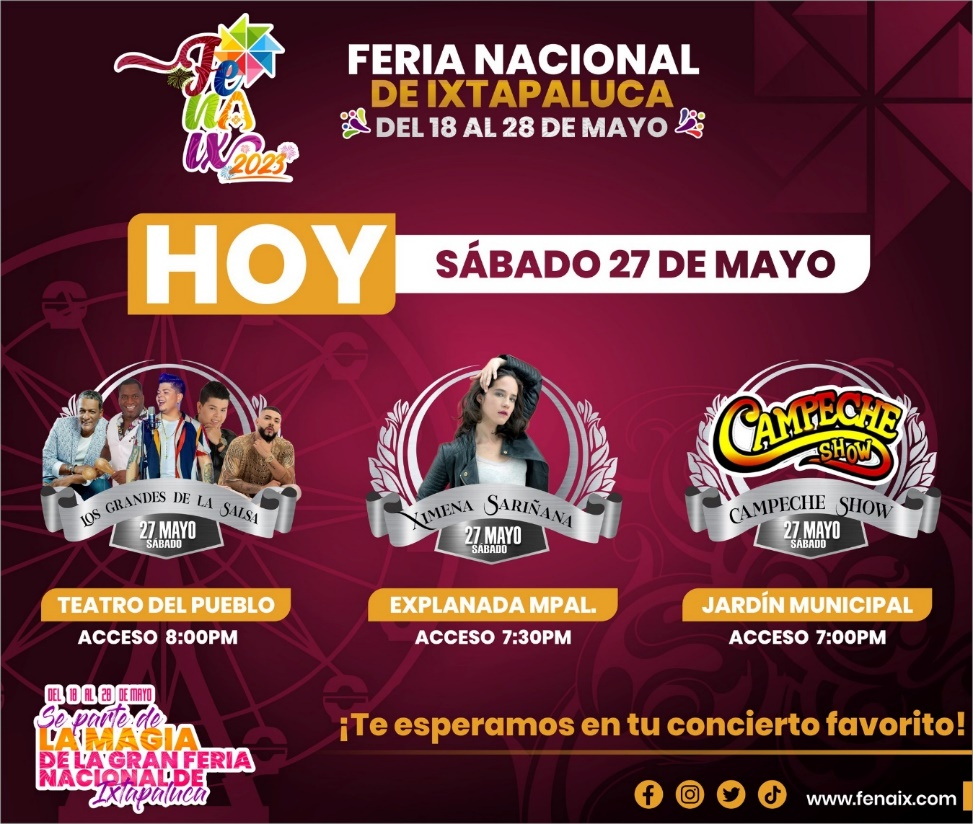 FeNAix
2023
FERIA NACIONAL
DE IXTAPALUCA
DEL 18 AL 28 DE MAYO
HOY
SÁBADO 27 DE MAYO
LOS GRANDES DE LA SALSA
27 MAYO
SÁBADO
TEATRO DEL PUEBLO
ACCESO 8:00PM
XIMENA SARIÑANA
27 MAYO
SÁBADO
EXPLANADA MPAL.
ACCESO 7:30PM
CAMPECHE
SHOW
CAMPECHE SHOW
27 MAYO
SÁBADO
JARDÍN MUNICIPAL
ACCESO 7:00PM
DEL 18 AL 28 DE MAYO
Se parte de
LA MAGIA
DE LA GRAN FERIA
NACIONAL DE
Ixtapaluca
¡Te esperamos en tu concierto favorito!
www.fenaix.com